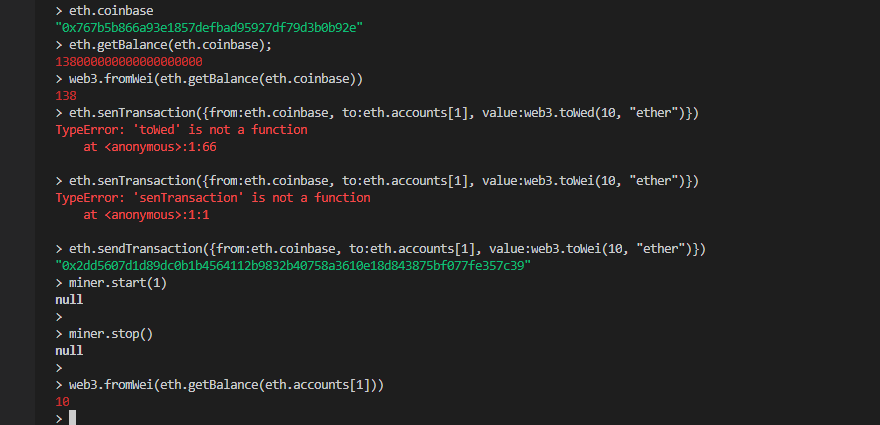 > eth.coinbase
"0x767b5b866a93e1857defbad95927df79d3b0b92e"
> eth.getBalance(eth.coinbase);
138000000000000000000
> web3.fromWei(eth.getBalance(eth.coinbase))
138
> eth.senTransaction({from:eth.coinbase, to:eth.accounts[1], value:web3.toWed(10, "ether")})
TypeError: 'toWed' is not a function
    at <anonymous>:1:66
> eth.senTransaction({from:eth.coinbase, to:eth.accounts[1], value:web3.toWei(10, "ether")})
TypeError: 'senTransaction' is not a function
    at <anonymous>:1:1
> eth.sendTransaction({from:eth.coinbase, to:eth.accounts[1], value:web3.toWei(10, "ether")})
"0x2dd5607d1d89dc0b1b4564112b9832b40758a3610e18d843875bf077fe357c39"
> miner.start(1)
null
>
> miner.stop()
null
>
> web3.fromWei(eth.getBalance(eth.accounts[1]))
10
>